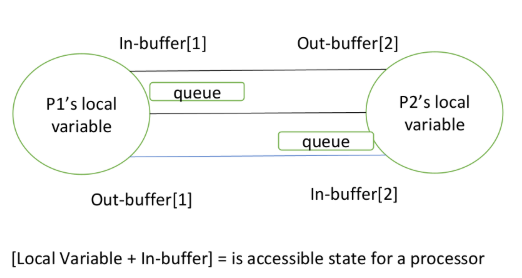 In-buffer[1]
Out-buffer[2]
queue
P1's local
variable
P2's local
variable
queue
Out-buffer[1]
In-buffer[2]
[Local Variable + In-buffer] = is accessible state for a processor